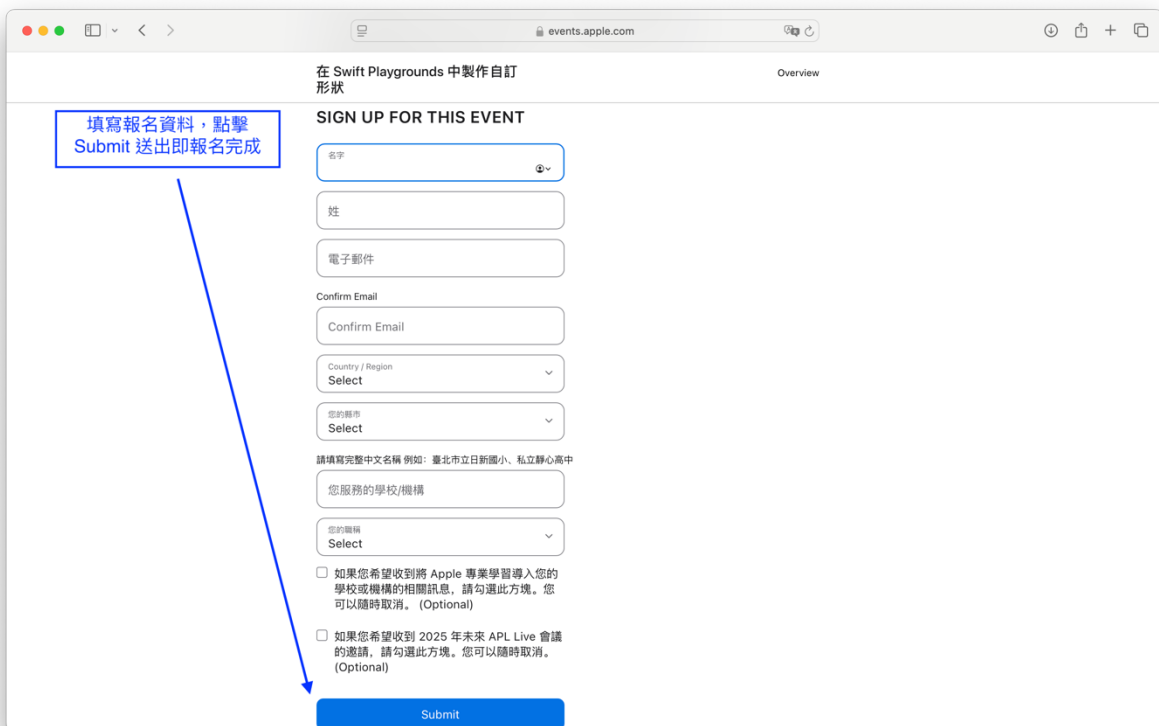 events.apple.com
在 Swift Playgrounds 中製作自訂
形狀
Overview
填寫報名資料，點擊
Submit 送出即報名完成
SIGN UP FOR THIS EVENT
名字
姓
電子郵件
Confirm Email
Confirm Email
Country / Region
Select
您的縣市
Select
請填寫完整中文名稱 例如：臺北市立日新國小、私立靜心高中
您服務的學校/機構
您的職稱
Select
如果您希望收到將 Apple 專業學習導入您的
學校或機構的相關訊息，請勾選此方塊。您
可以隨時取消。 (Optional)
如果您希望收到 2025 年未來 APL Live 會議
的邀請，請勾選此方塊。您可以隨時取消。
(Optional)
Submit